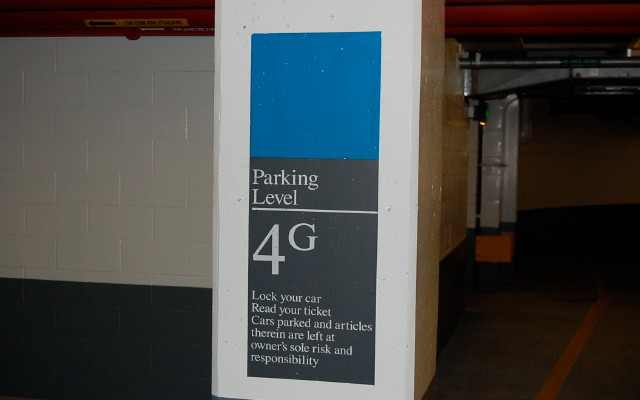 Parking
Level
4G
Lock your car
Read your ticket
Cars parked and articles
therein are left at
owner's sole risk and
responsibility